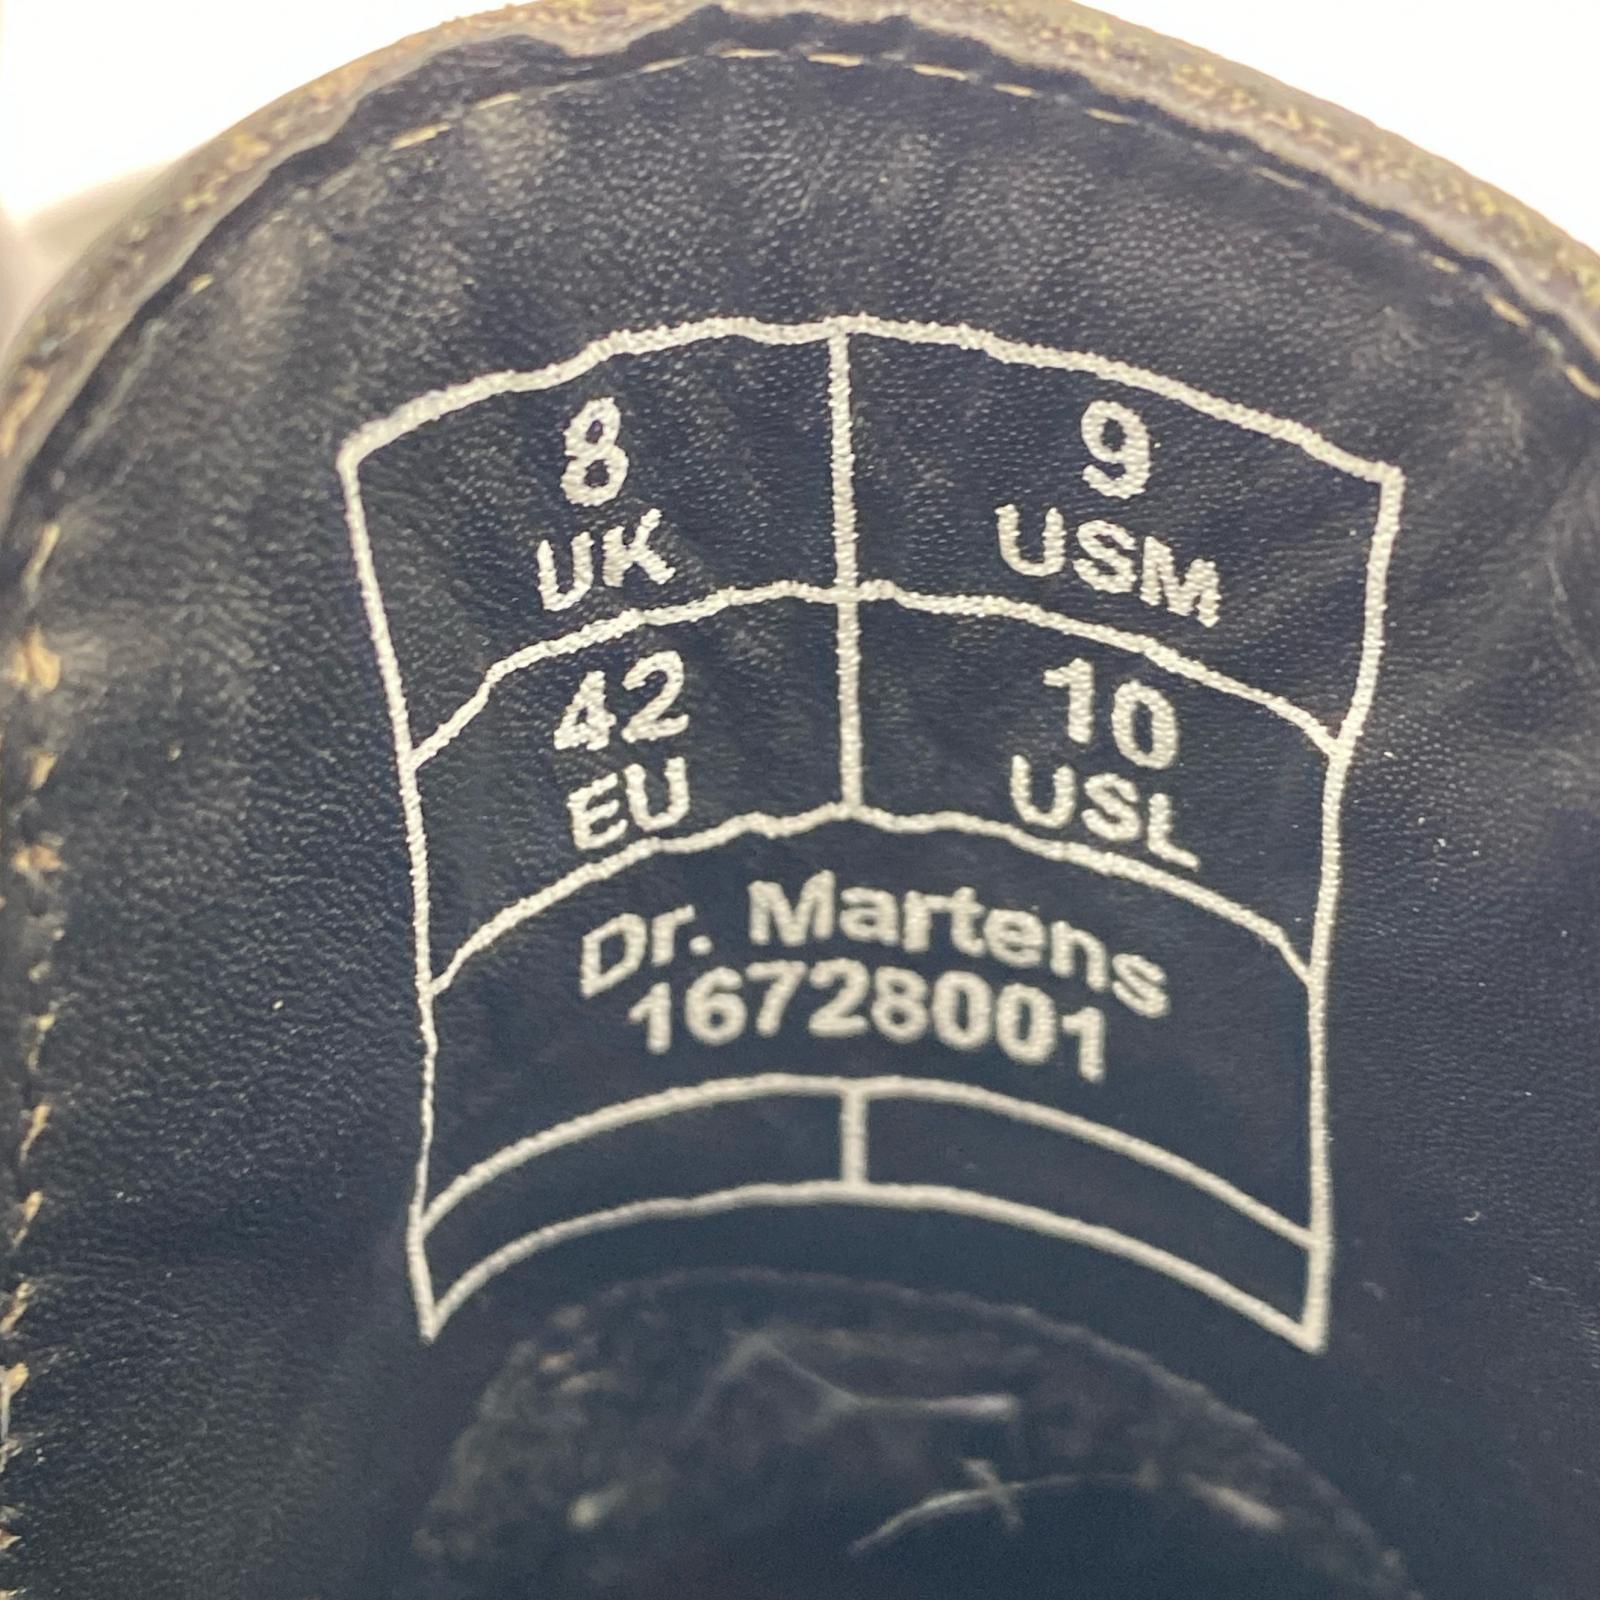 8
UK
9
USM
42
EU
10
USL
Dr. Martens
16728001